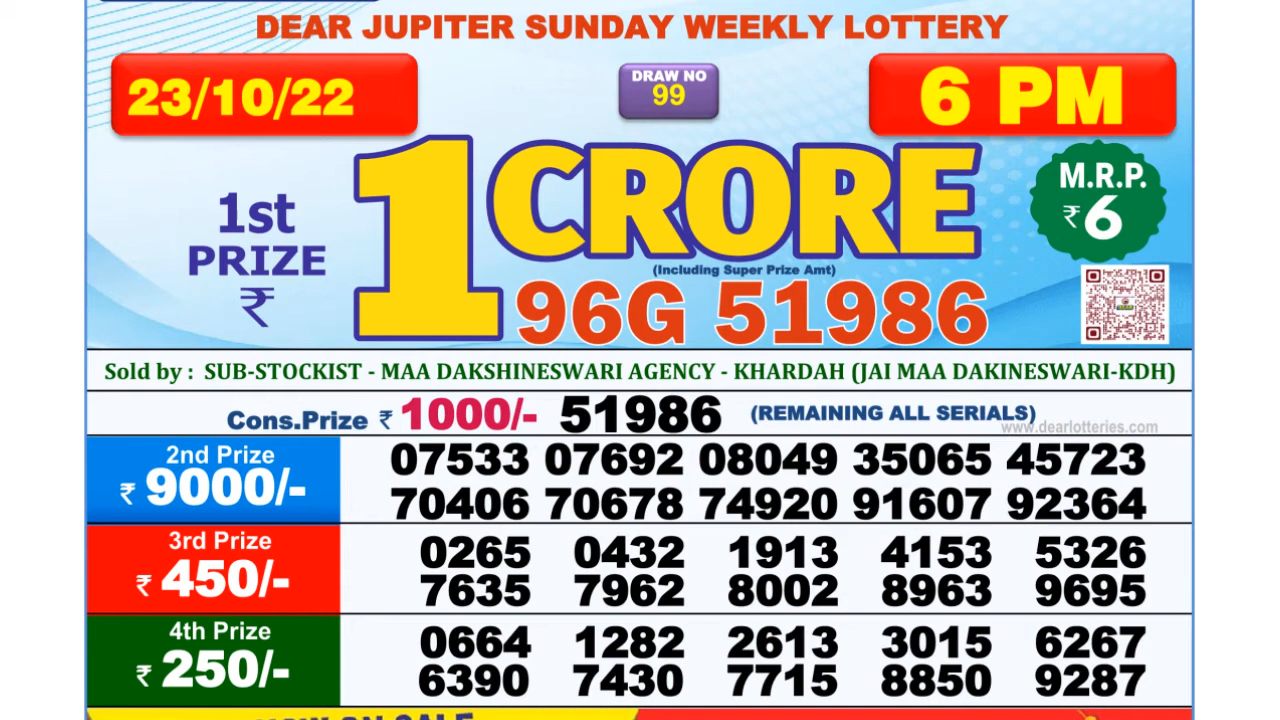 DEAR JUPITER SUNDAY WEEKLY LOTTERY
23/10/22
DRAW NO
99
6 PM
1st
PRIZE
₹
1 CRORE
(Including Super Prize Amt)
96G 51986
M.R.P.
₹6
Sold by : SUB-STOCKIST - MAA DAKSHINESWARI AGENCY - KHARDAH (JAI MAA DAKINESWARI-KDH)
Cons.Prize ₹ 1000/- 51986 (REMAINING ALL SERIALS)
www.dearlotteries.com
2nd Prize
₹ 9000/-
07533 07692 08049 35065 45723
70406 70678 74920 91607 92364
3rd Prize
₹ 450/-
0265 0432 1913 4153 5326
7635 7962 8002 8963 9695
4th Prize
₹ 250/-
0664 1282 2613 3015 6267
6390 7430 7715 8850 9287